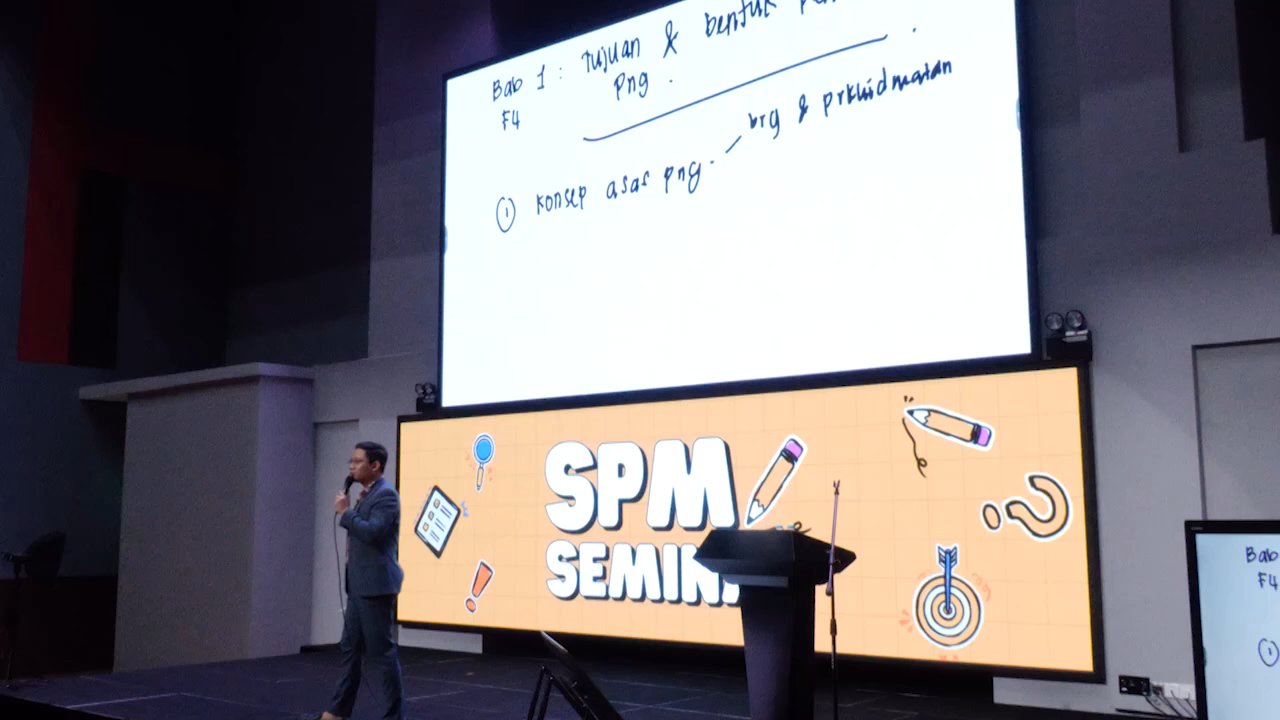 Bab 1 : Tujuan & bentuk
F4
png .
① konsep asas png. brg & prkhidmatan
SPM
SEMIN
Bab
F4
①